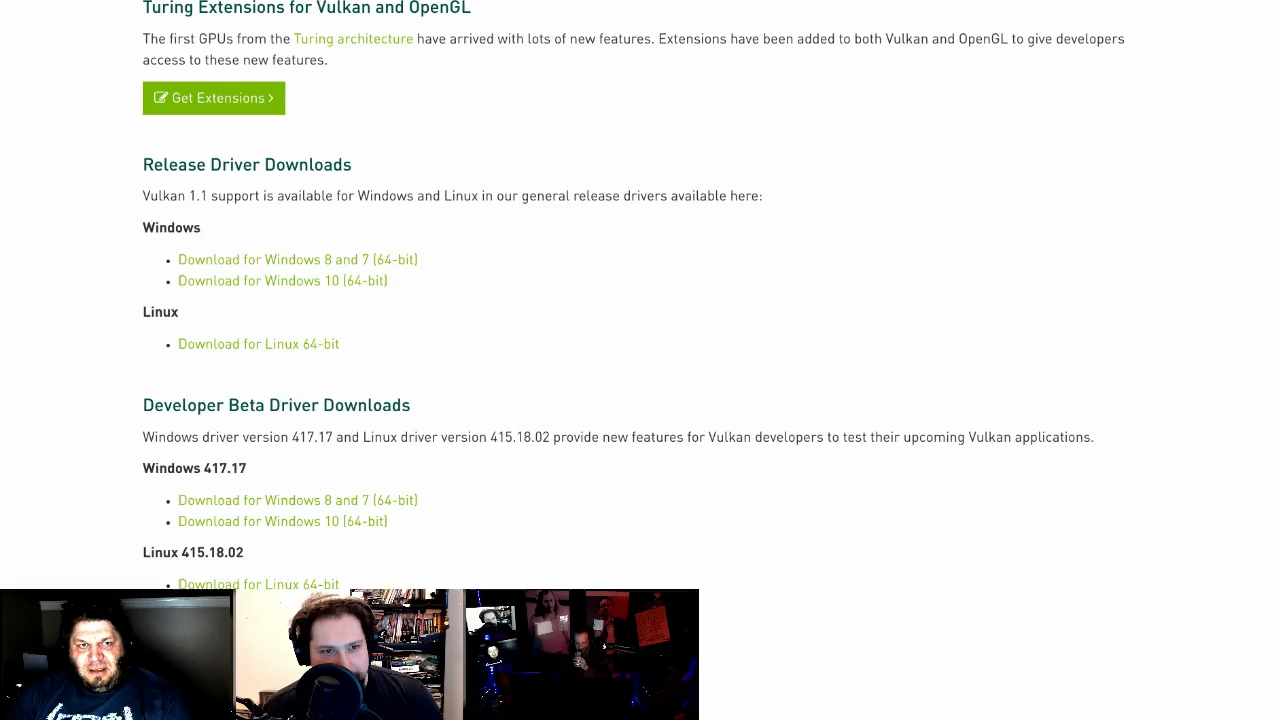 Turing Extensions for Vulkan and OpenGL
The first GPUs from the Turing architecture have arrived with lots of new features. Extensions have been added to both Vulkan and OpenGL to give developers
access to these new features.
Get Extensions >
Release Driver Downloads
Vulkan 1.1 support is available for Windows and Linux in our general release drivers available here:
Windows
• Download for Windows 8 and 7 (64-bit)
• Download for Windows 10 (64-bit)
Linux
• Download for Linux 64-bit
Developer Beta Driver Downloads
Windows driver version 417.17 and Linux driver version 415.18.02 provide new features for Vulkan developers to test their upcoming Vulkan applications.
Windows 417.17
• Download for Windows 8 and 7 (64-bit)
• Download for Windows 10 (64-bit)
Linux 415.18.02
• Download for Linux 64-bit